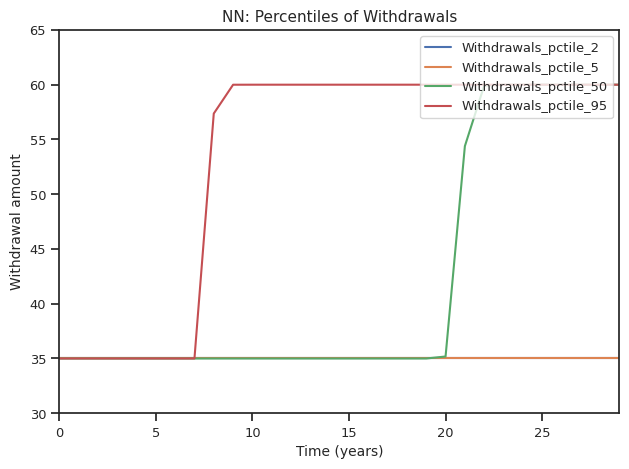 NN: Percentiles of Withdrawals
65
60
55
50
45
40
35
30
Withdrawal amount
Withdrawals_pctile_2
Withdrawals_pctile_5
Withdrawals_pctile_50
Withdrawals_pctile_95
0 5 10 15 20 25
Time (years)